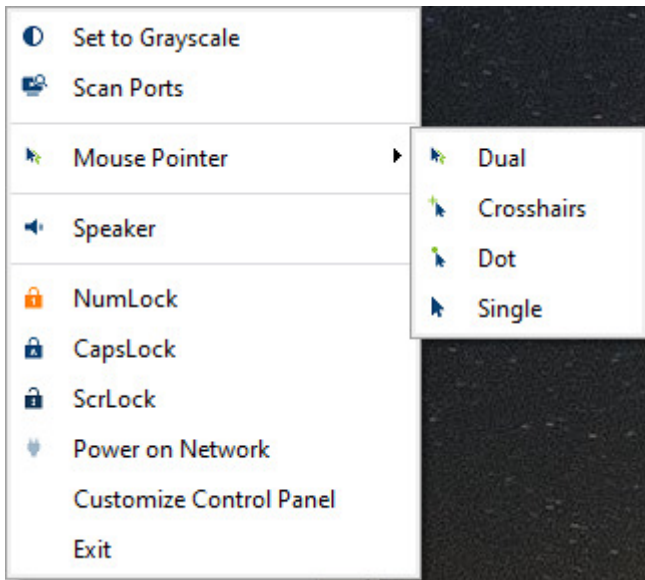 Set to Grayscale
Scan Ports
Mouse Pointer
Speaker
NumLock
CapsLock
ScrLock
Power on Network
Customize Control Panel
Exit
Dual
Crosshairs
Dot
Single